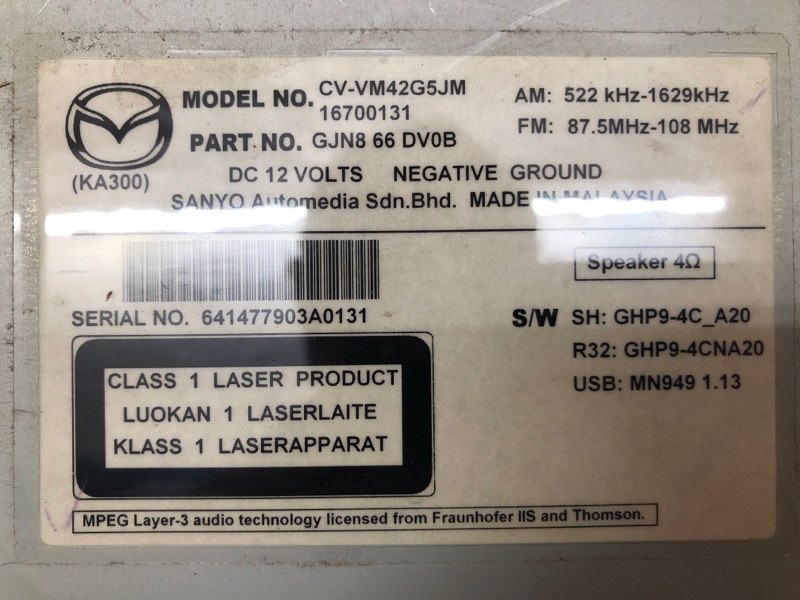 MODEL NO. CV-VM42G5JM
16700131
AM: 522 kHz-1629kHz
FM: 87.5MHz-108 MHz
PART NO. GJN8 66 DV0B
(KA300)
DC 12 VOLTS NEGATIVE GROUND
SANYO Automedia Sdn.Bhd. MADE IN MALAYSIA
Speaker 4Ω
SERIAL NO. 641477903A0131
S/W SH: GHP9-4C_A20
R32: GHP9-4CNA20
USB: MN949 1.13
CLASS 1 LASER PRODUCT
LUOKAN 1 LASERLAITE
KLASS 1 LASERAPPARAT
MPEG Layer-3 audio technology licensed from Fraunhofer IIS and Thomson.